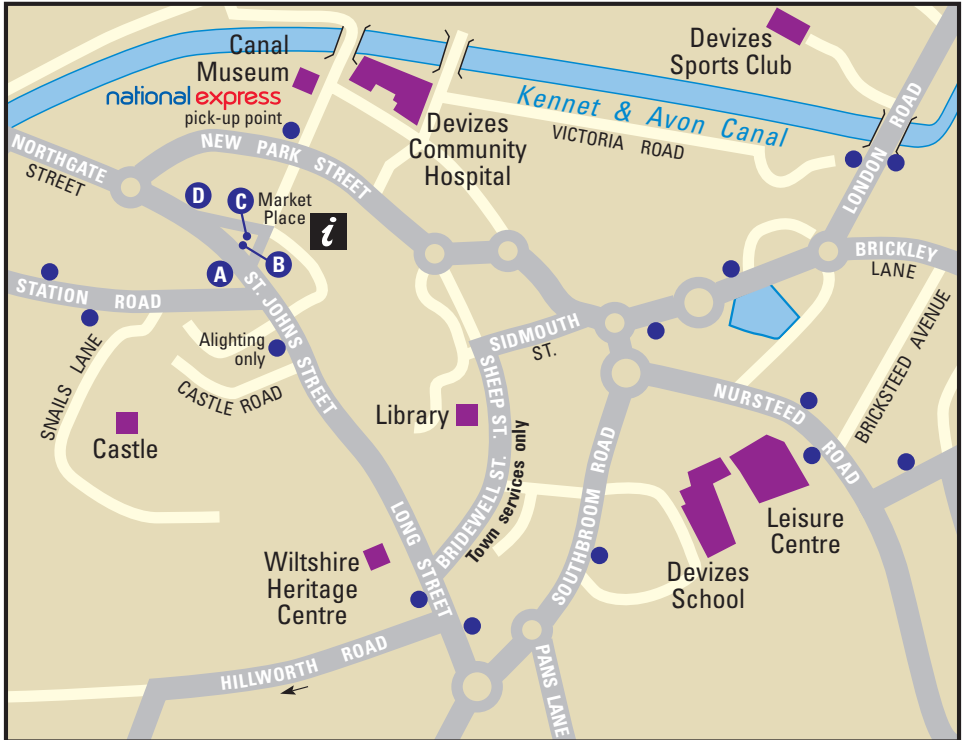 Canal
Museum
national express
pick-up point
Devizes
Sports Club
Kennet & Avon Canal
VICTORIA ROAD
LONDON ROAD
Devizes
Community
Hospital
NORTHGATE
STREET
NEW PARK STREET
D
C
Market
Place
i
A
B
BRICKLEY
LANE
STATION ROAD
ST. JOHNS STREET
SNAILS LANE
Alighting
only
CASTLE ROAD
SIDMOUTH
ST.
SHEEP ST.
BRICKSTEED AVENUE
NURSTEED ROAD
Castle
Library
BRIDEWELL ST.
Town services only
SOUTHBROOM ROAD
LONG STREET
Leisure
Centre
Wiltshire
Heritage
Centre
Devizes
School
HILLWORTH ROAD
PANS LANE